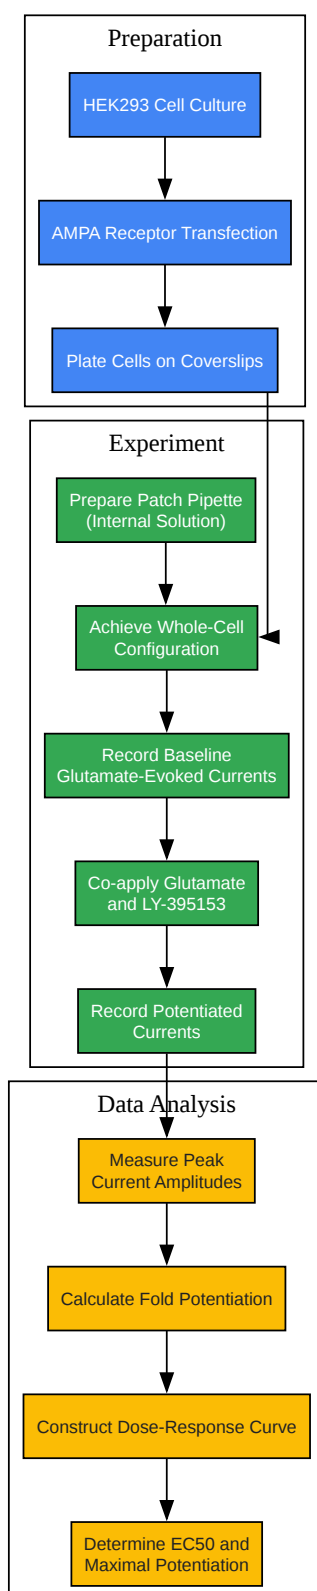 Preparation
HEK293 Cell Culture
AMPA Receptor Transfection
Plate Cells on Coverslips
Experiment
Prepare Patch Pipette
(Internal Solution)
Achieve Whole-Cell
Configuration
Record Baseline
Glutamate-Evoked Currents
Co-apply Glutamate
and LY-395153
Record Potentiated
Currents
Data Analysis
Measure Peak
Current Amplitudes
Calculate Fold Potentiation
Construct Dose-Response Curve
Determine EC50 and
Maximal Potentiation